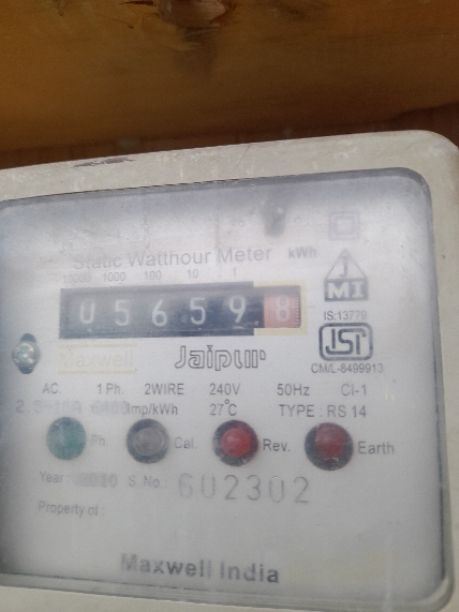 Static Watthour Meter kWh
10000 1000 100 10 1
0 5 6 5 9 8
J
MI
IS:13779
ISI
CM/L-8499913
Maxwell Jaipur
AC. 1 Ph. 2WIRE 240V 50Hz Cl-1
Imp/kWh 27°C TYPE : RS 14
Ph. Cal. Rev. Earth
Year: S. No.: 602302
Property of :
Maxwell India